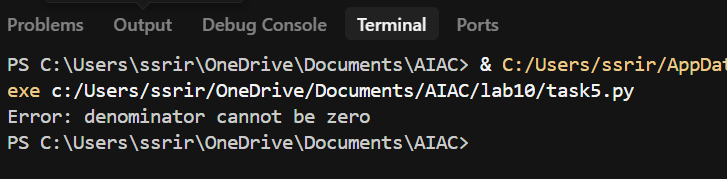 Problems Output Debug Console Terminal Ports
PS C:\Users\ssrir\OneDrive\Documents\AIAC> & C:/Users/ssrir/AppDat
exe c:/Users/ssrir/OneDrive/Documents/AIAC/lab10/task5.py
Error: denominator cannot be zero
PS C:\Users\ssrir\OneDrive\Documents\AIAC>